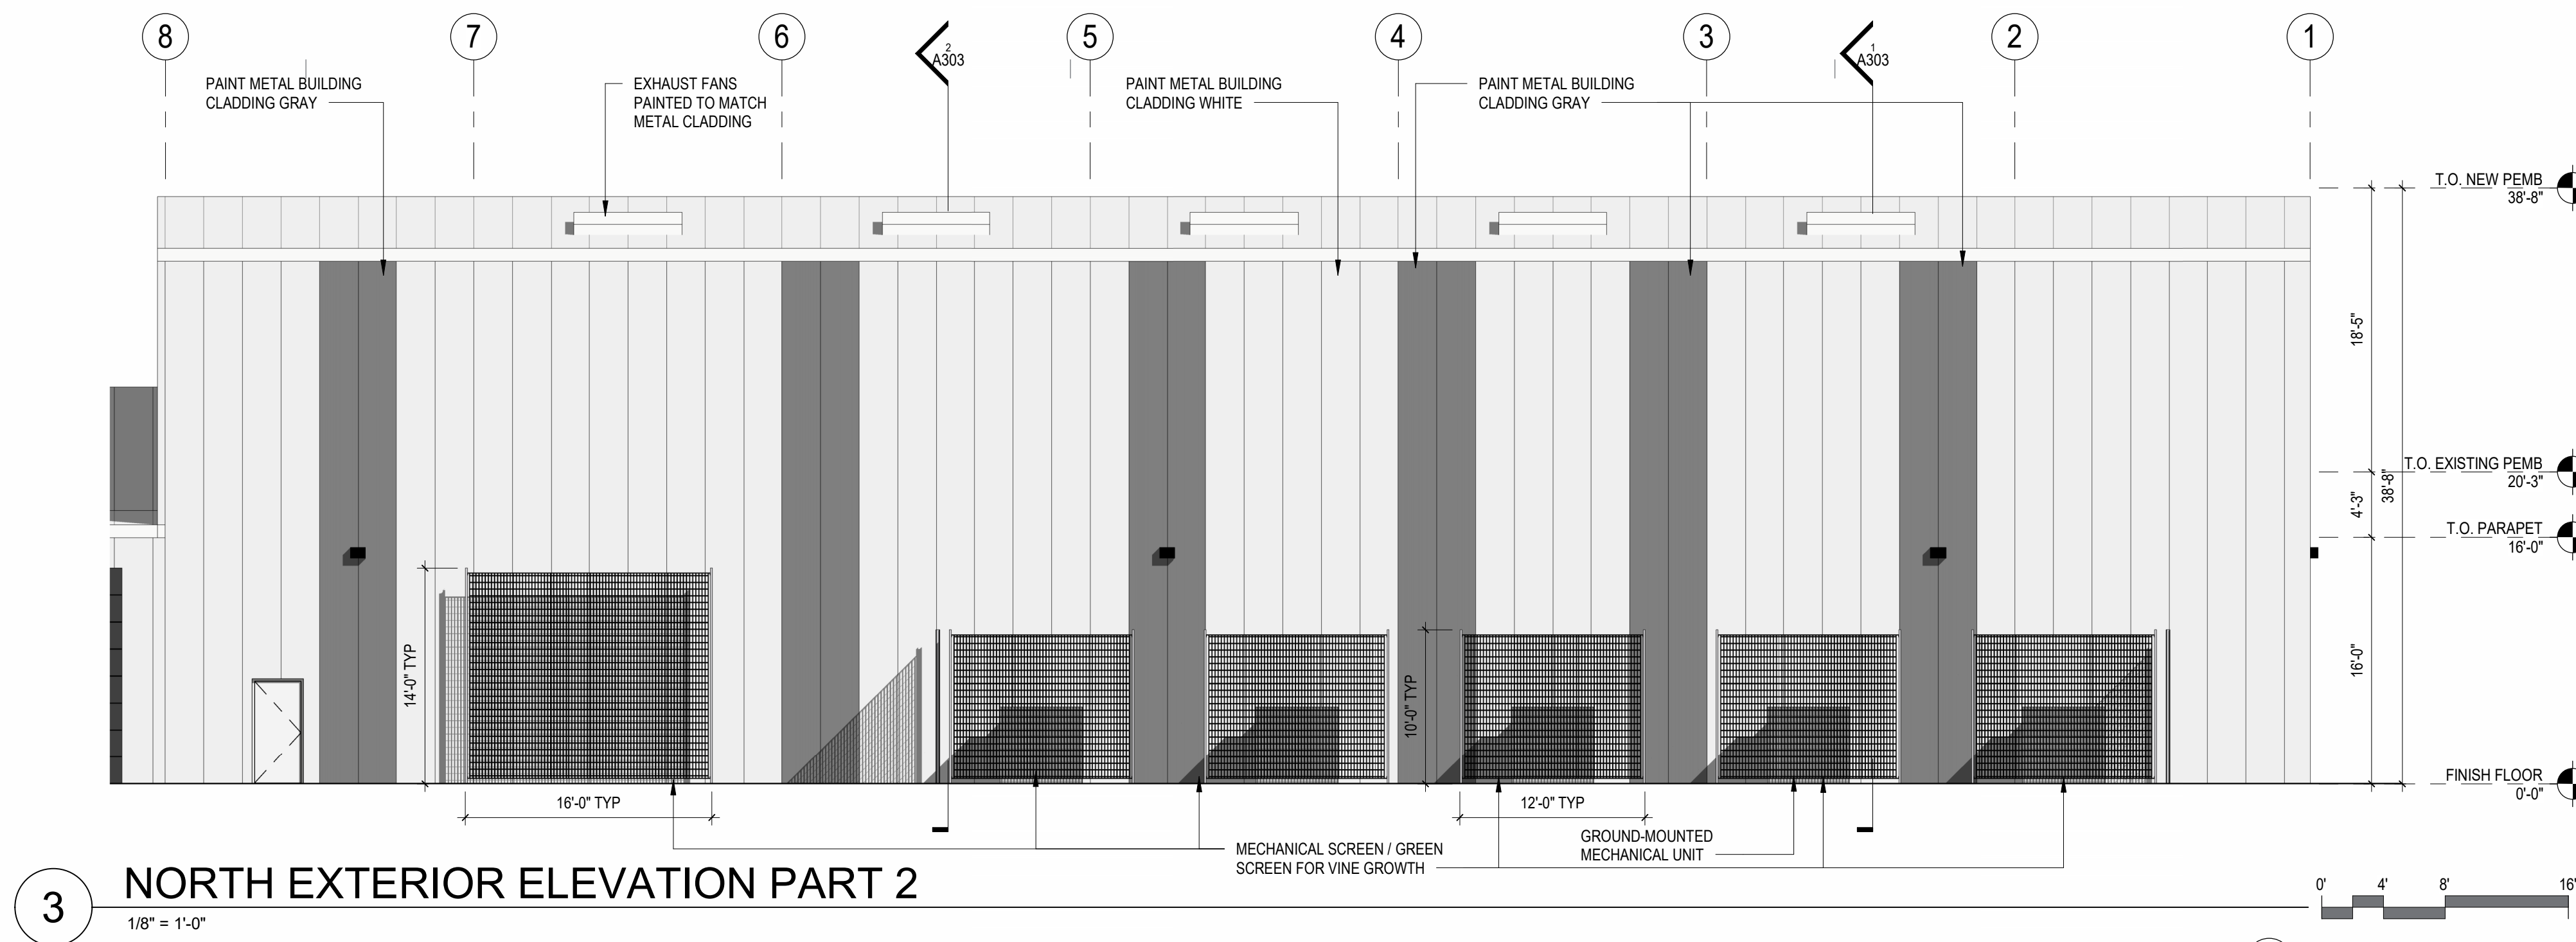 8
7
6
5
4
3
2
1
2
A303
1
A303
PAINT METAL BUILDING
CLADDING GRAY
EXHAUST FANS
PAINTED TO MATCH
METAL CLADDING
PAINT METAL BUILDING
CLADDING WHITE
PAINT METAL BUILDING
CLADDING GRAY
T.O. NEW PEMB
38'-8"
18'-5"
T.O. EXISTING PEMB
20'-3"
4'-3"
38'-8"
T.O. PARAPET
16'-0"
16'-0"
14'-0" TYP
10'-0" TYP
FINISH FLOOR
0'-0"
16'-0" TYP
12'-0" TYP
MECHANICAL SCREEN / GREEN
SCREEN FOR VINE GROWTH
GROUND-MOUNTED
MECHANICAL UNIT
3
NORTH EXTERIOR ELEVATION PART 2
1/8" = 1'-0"
0'
4'
8'
16'